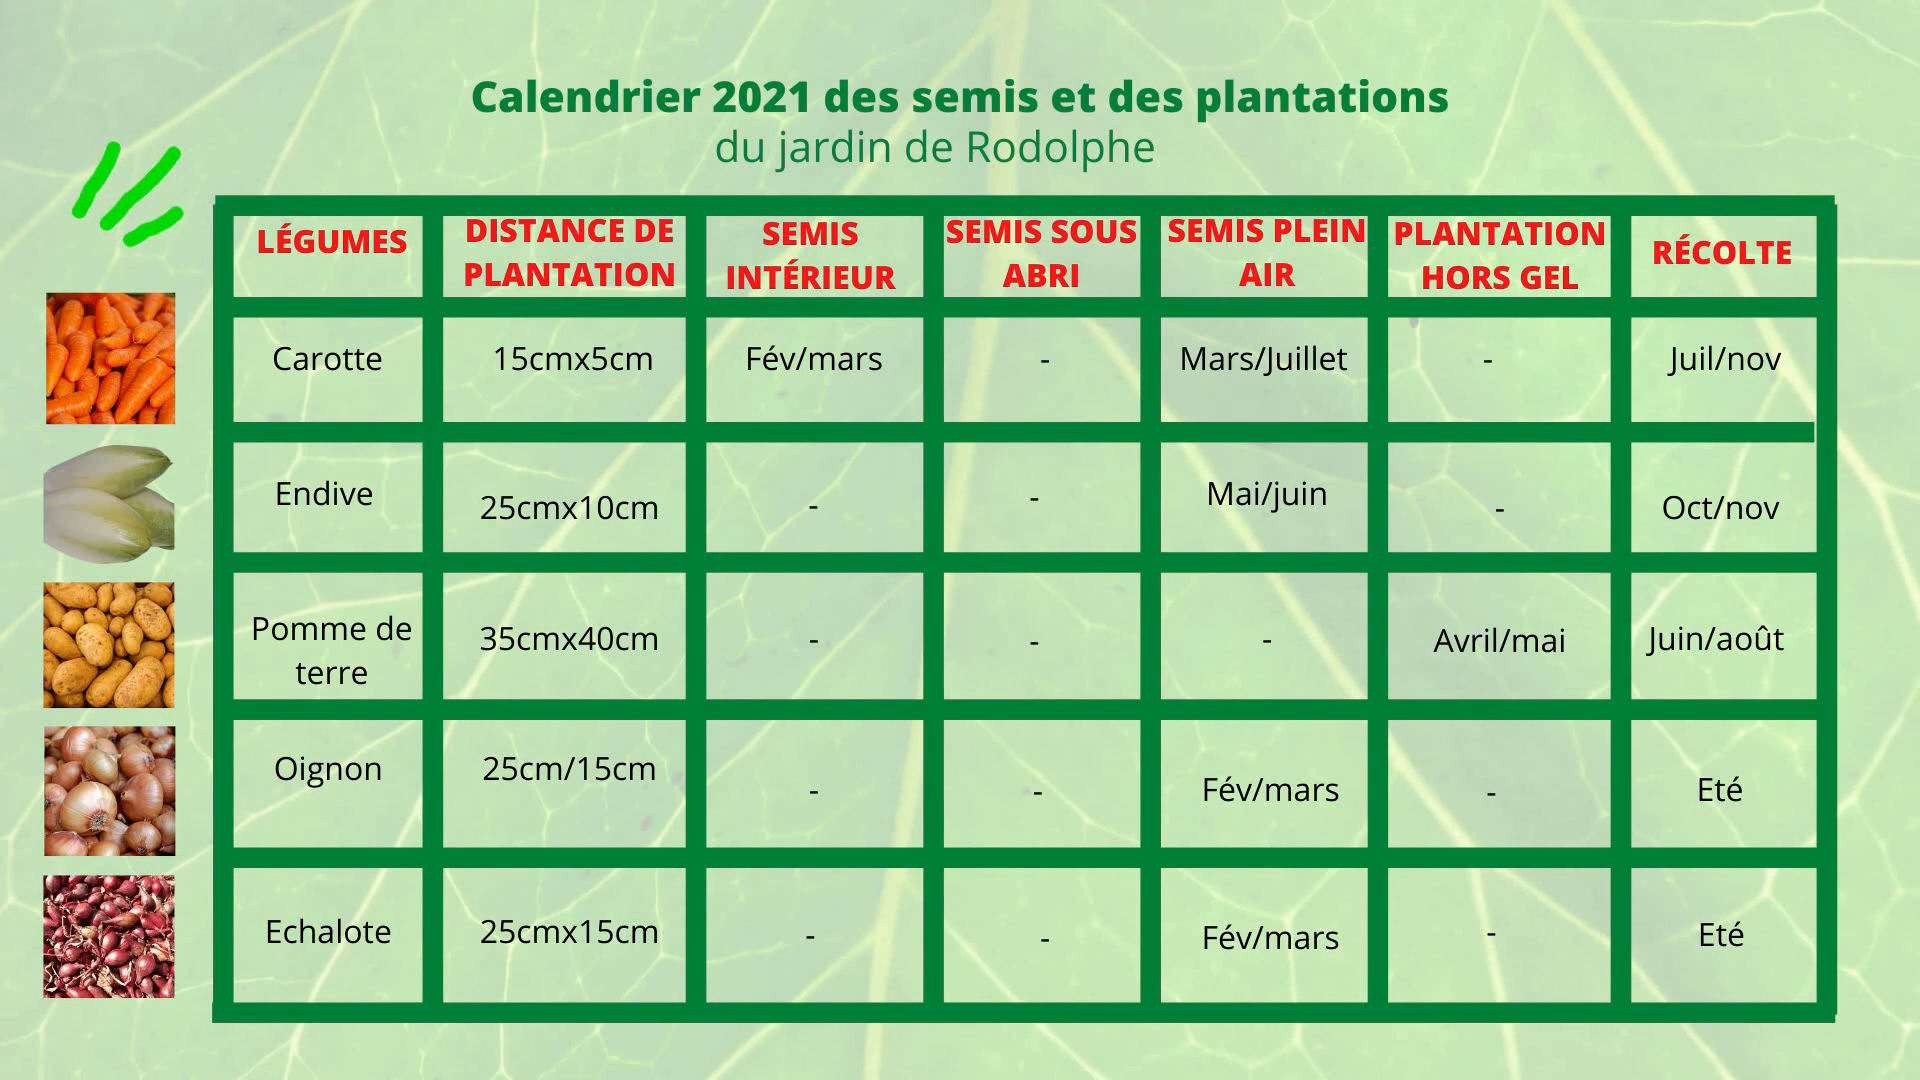 Calendrier 2021 des semis et des plantations
du jardin de Rodolphe
LÉGUMES
DISTANCE DE
PLANTATION
SEMIS
INTÉRIEUR
SEMIS SOUS
ABRI
SEMIS PLEIN
AIR
PLANTATION
HORS GEL
RÉCOLTE
Carotte
15cmx5cm
Fév/mars
-
Mars/Juillet
-
Juil/nov
Endive
25cmx10cm
-
-
Mai/juin
-
Oct/nov
Pomme de
terre
35cmx40cm
-
-
-
Avril/mai
Juin/août
Oignon
25cm/15cm
-
-
Fév/mars
-
Eté
Echalote
25cmx15cm
-
-
Fév/mars
-
Eté